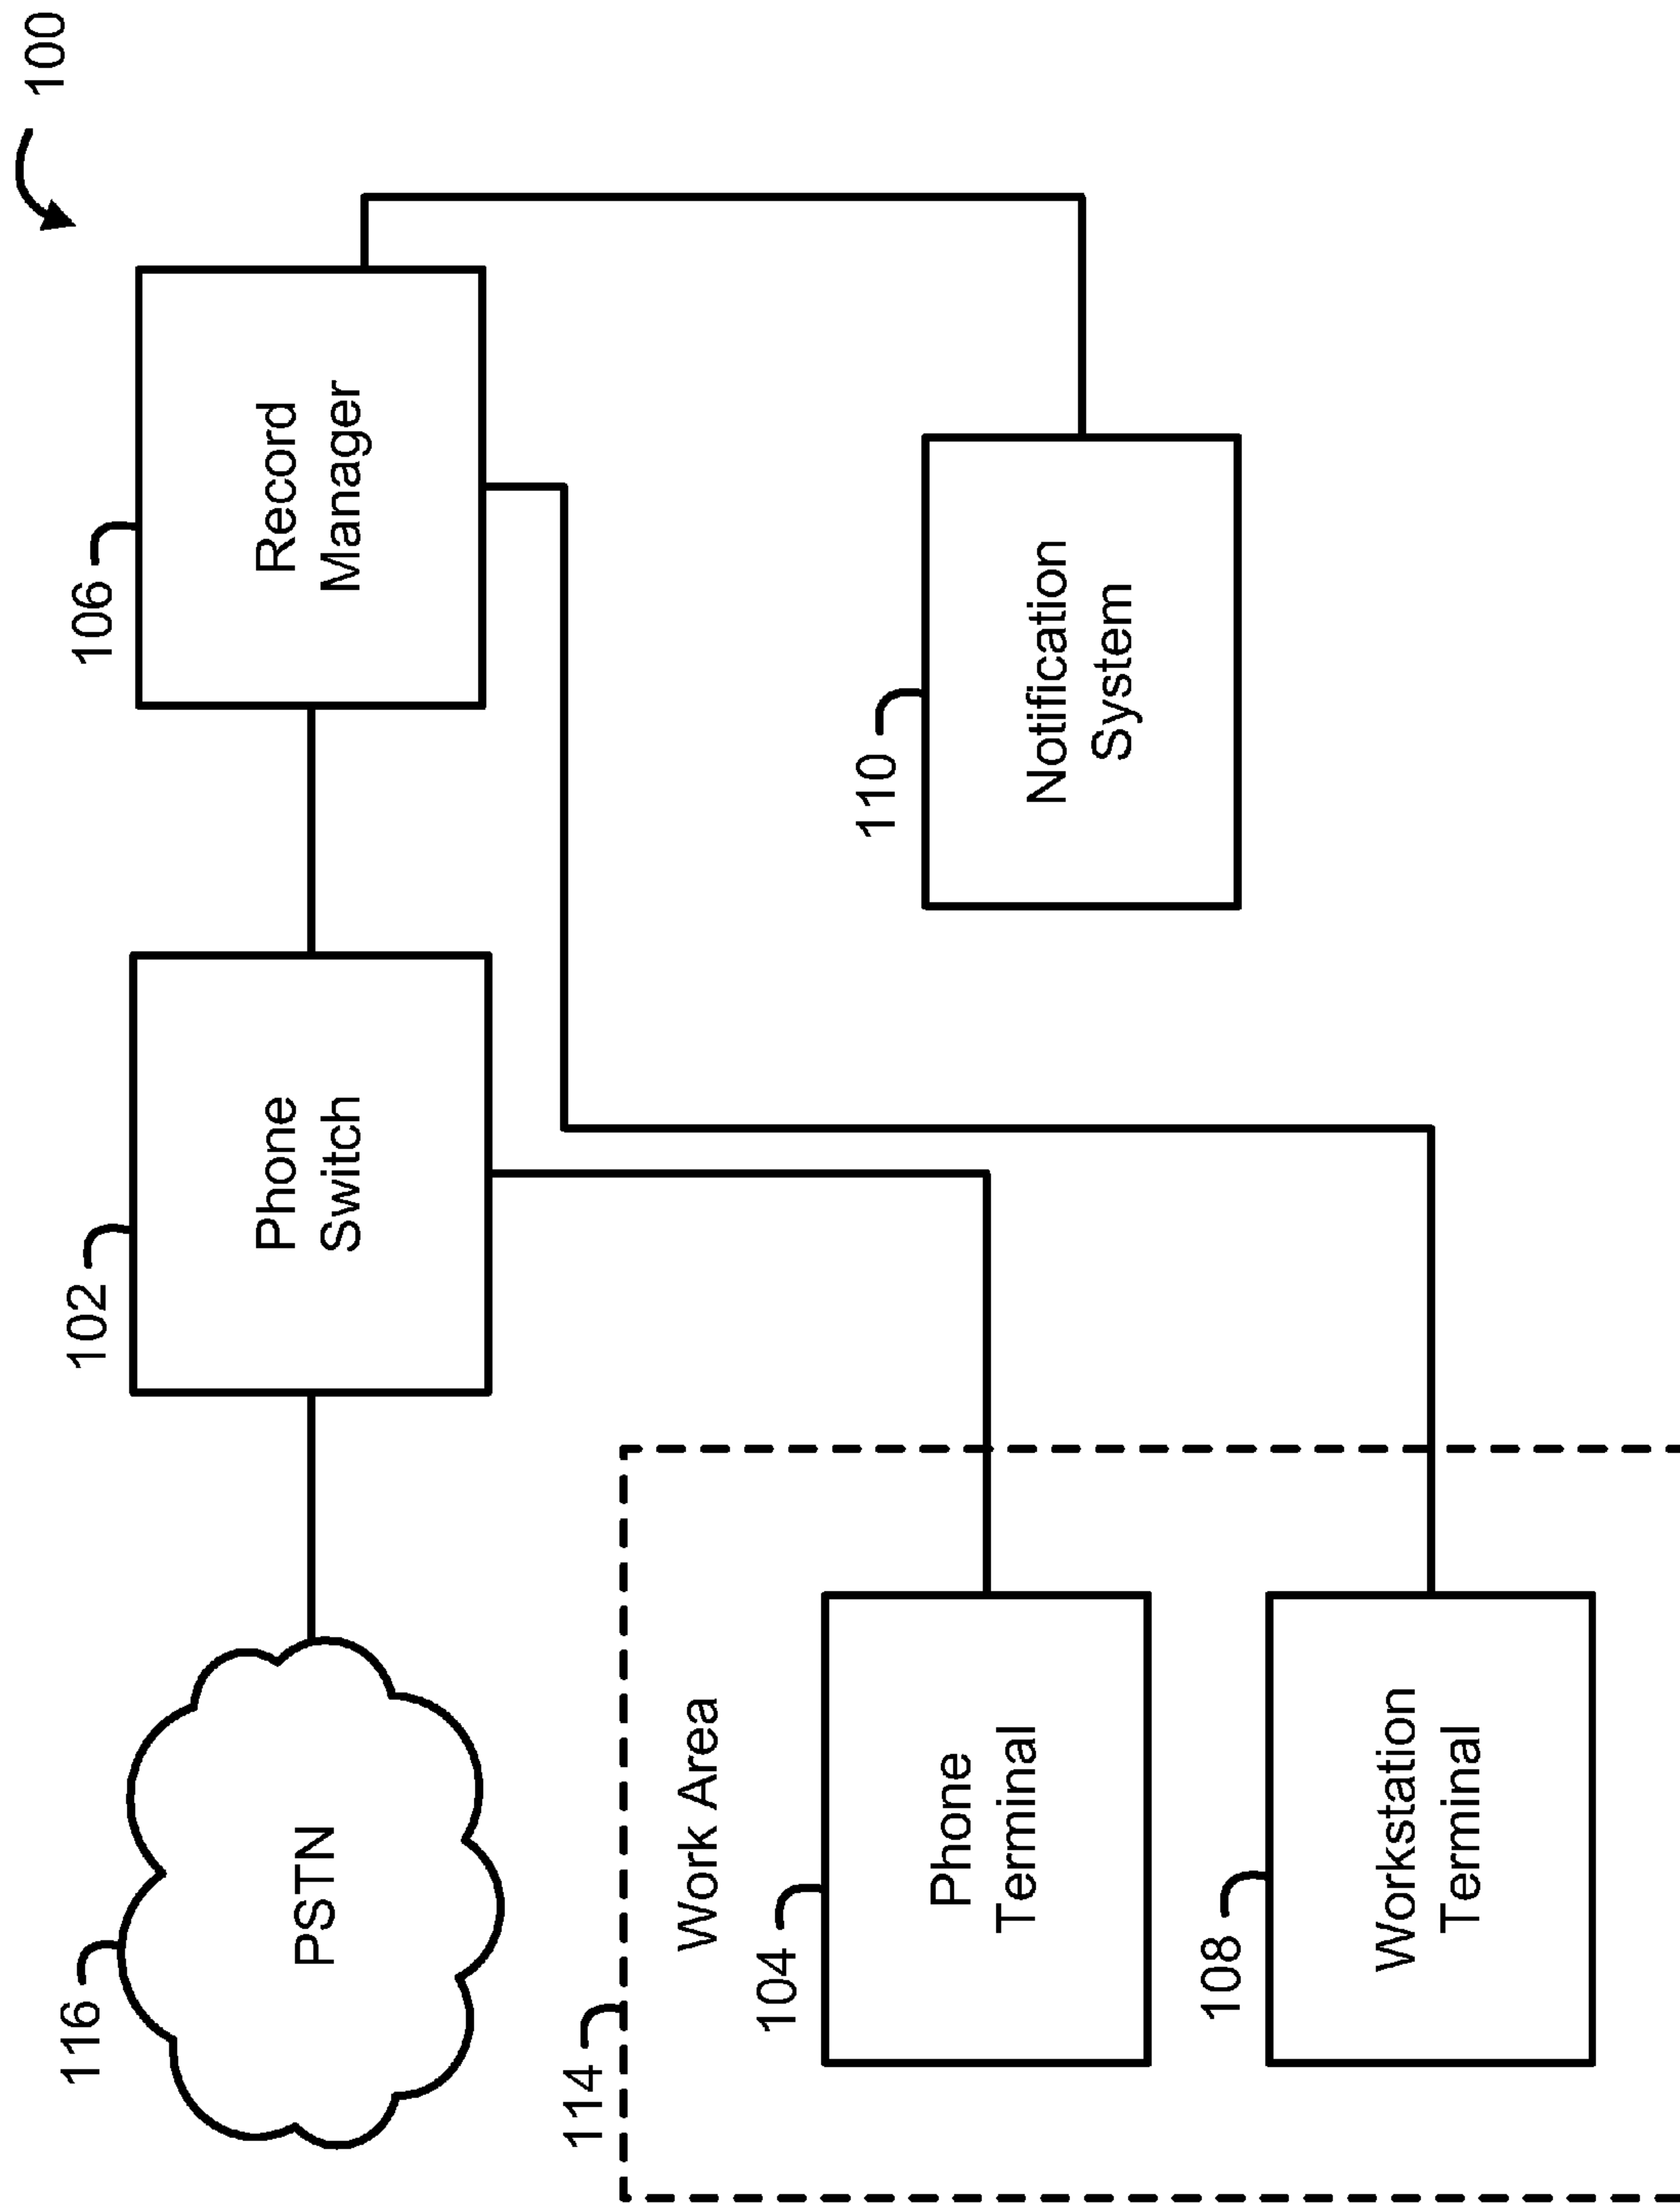 100
116
PSTN
102
Phone
Switch
106
Record
Manager
114
Work Area
104
Phone
Terminal
108
Workstation
Terminal
110
Notification
System